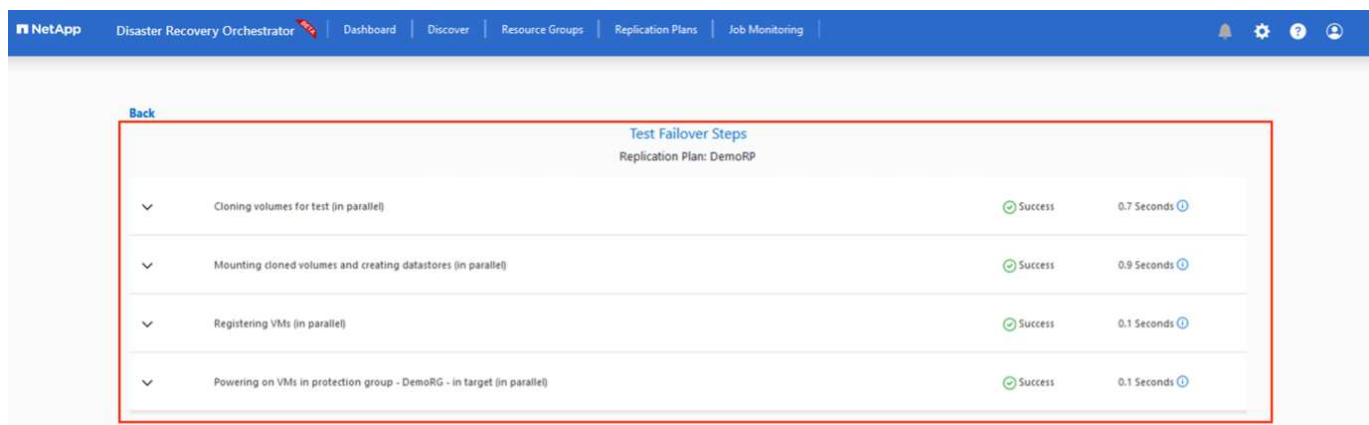 NetApp Disaster Recovery Orchestrator BETA Dashboard Discover Resource Groups Replication Plans Job Monitoring ?
Back
Test Failover Steps
Replication Plan: DemoRP
Cloning volumes for test (in parallel) Success 0.7 Seconds
Mounting cloned volumes and creating datastores (in parallel) Success 0.9 Seconds
Registering VMs (in parallel) Success 0.1 Seconds
Powering on VMs in protection group - DemoRG - in target (in parallel) Success 0.1 Seconds